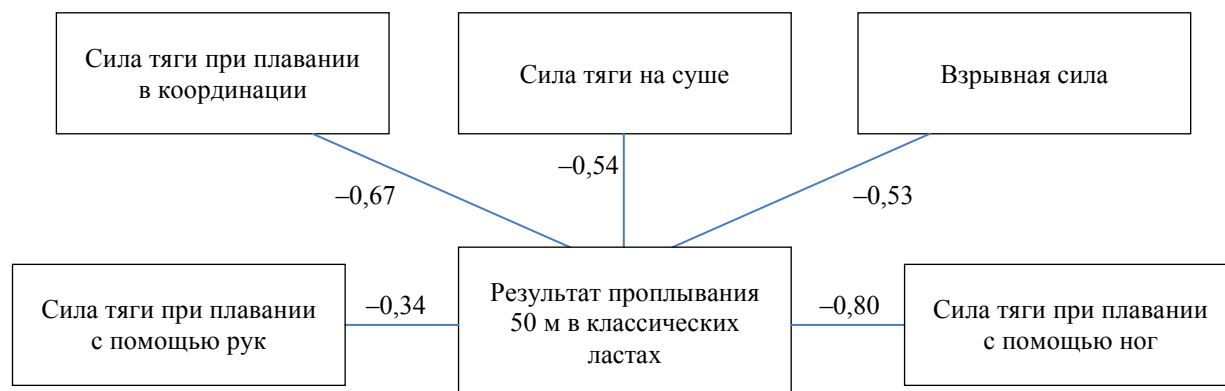 Сила тяги при плавании
в координации
Сила тяги на суше
Взрывная сила
–0,67
–0,54
–0,53
Сила тяги при плавании
с помощью рук
–0,34
Результат проплывания
50 м в классических
ластах
–0,80
Сила тяги при плавании
с помощью ног